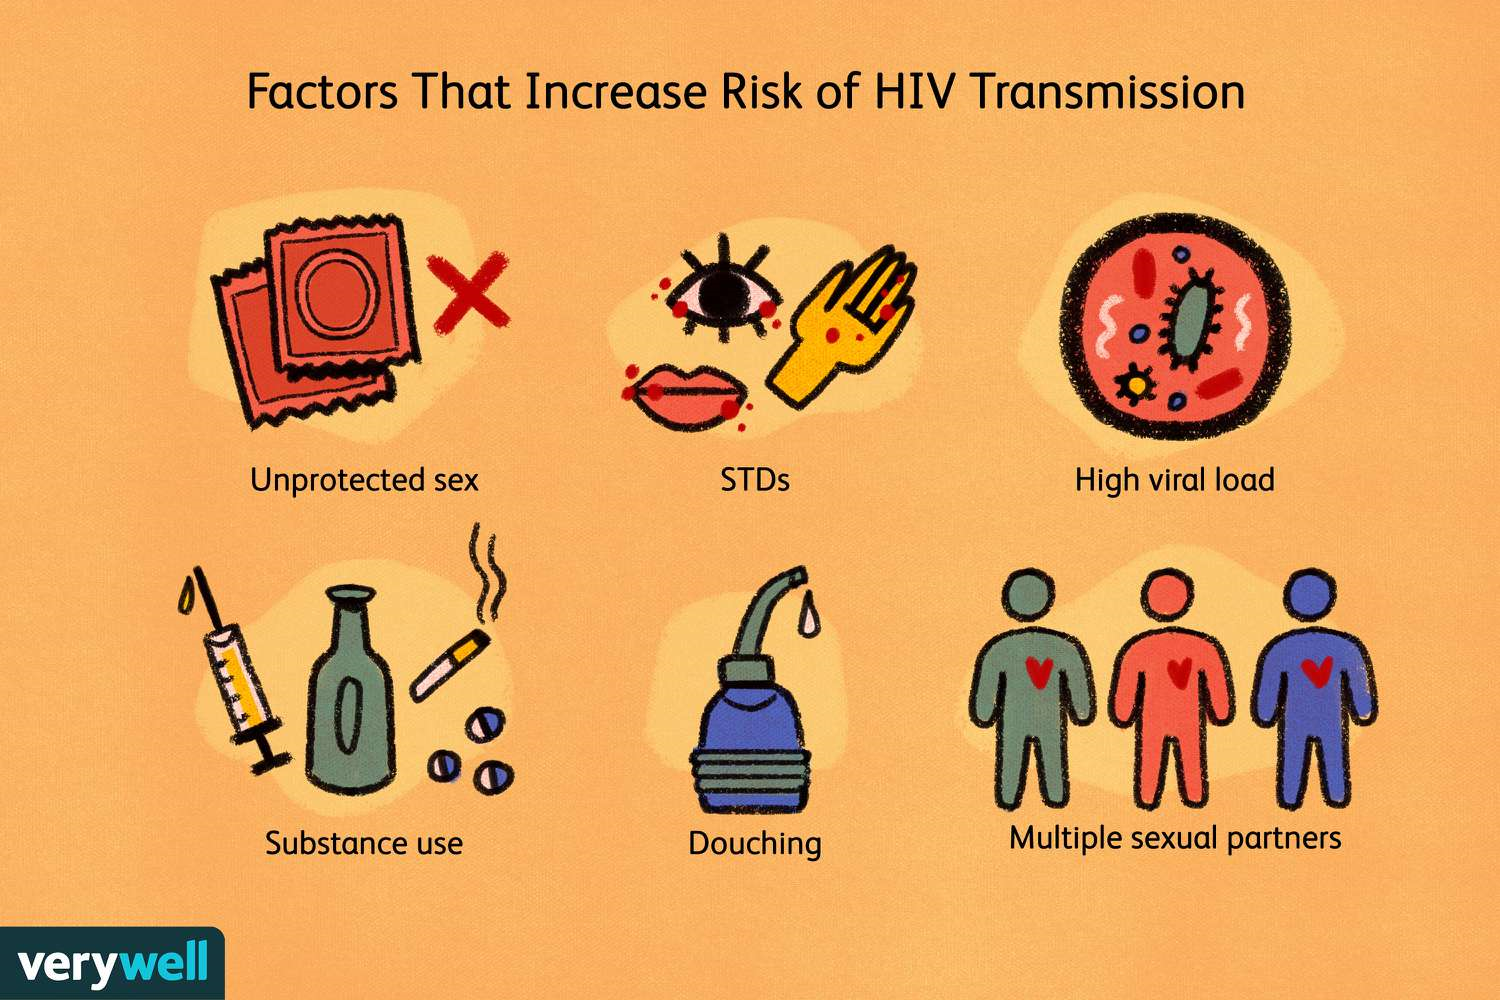 Factors That Increase Risk of HIV Transmission
Unprotected sex
STDs
High viral load
Substance use
Douching
Multiple sexual partners
verywell